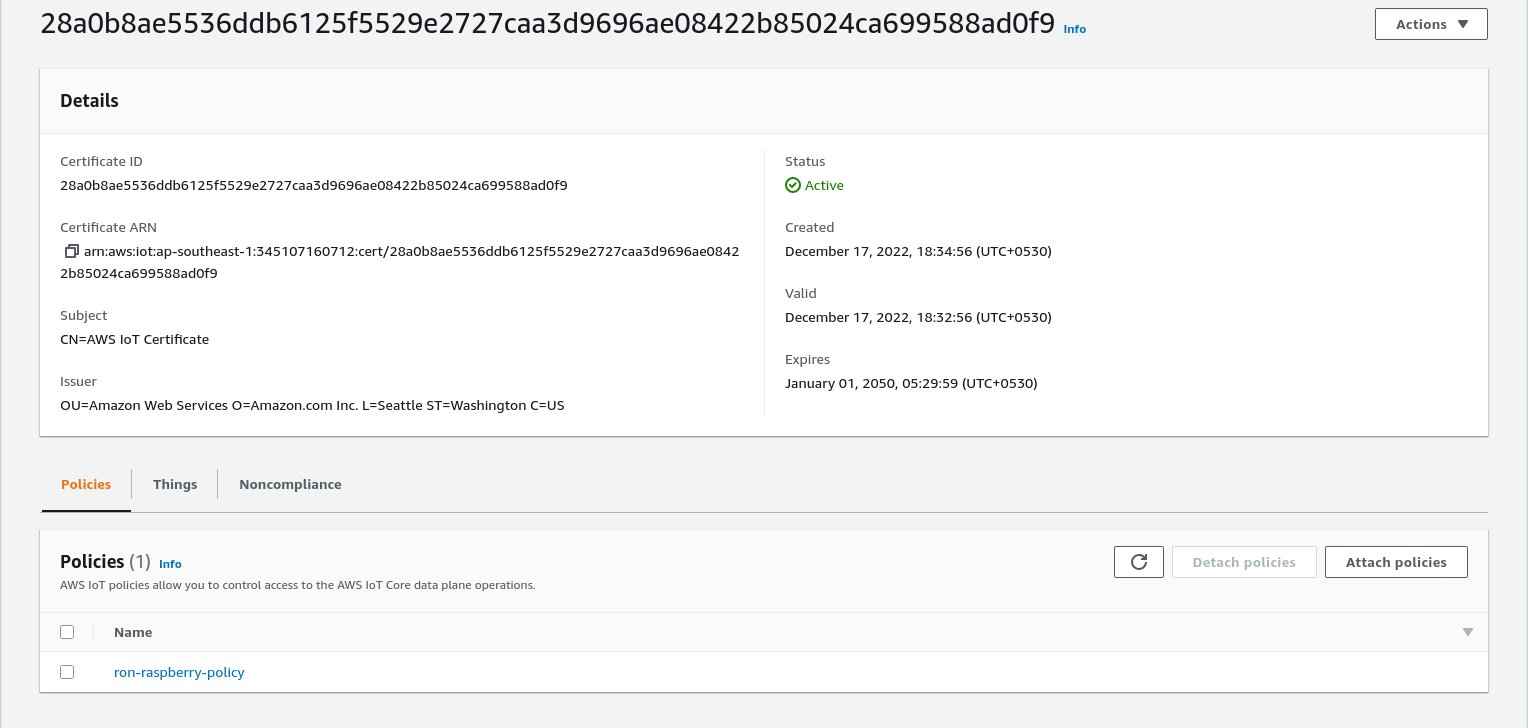 28a0b8ae5536ddb6125f5529e2727caa3d9696ae08422b85024ca699588ad0f9 Info
Actions
Details
Certificate ID
28a0b8ae5536ddb6125f5529e2727caa3d9696ae08422b85024ca699588ad0f9
Certificate ARN
arn:aws:iot:ap-southeast-1:345107160712:cert/28a0b8ae5536ddb6125f5529e2727caa3d9696ae0842
2b85024ca699588ad0f9
Subject
CN=AWS IoT Certificate
Issuer
OU=Amazon Web Services O=Amazon.com Inc. L=Seattle ST=Washington C=US
Status
Active
Created
December 17, 2022, 18:34:56 (UTC+0530)
Valid
December 17, 2022, 18:32:56 (UTC+0530)
Expires
January 01, 2050, 05:29:59 (UTC+0530)
Policies
Things
Noncompliance
Policies (1) Info
AWS IoT policies allow you to control access to the AWS IoT Core data plane operations.
Detach policies
Attach policies
Name
ron-raspberry-policy